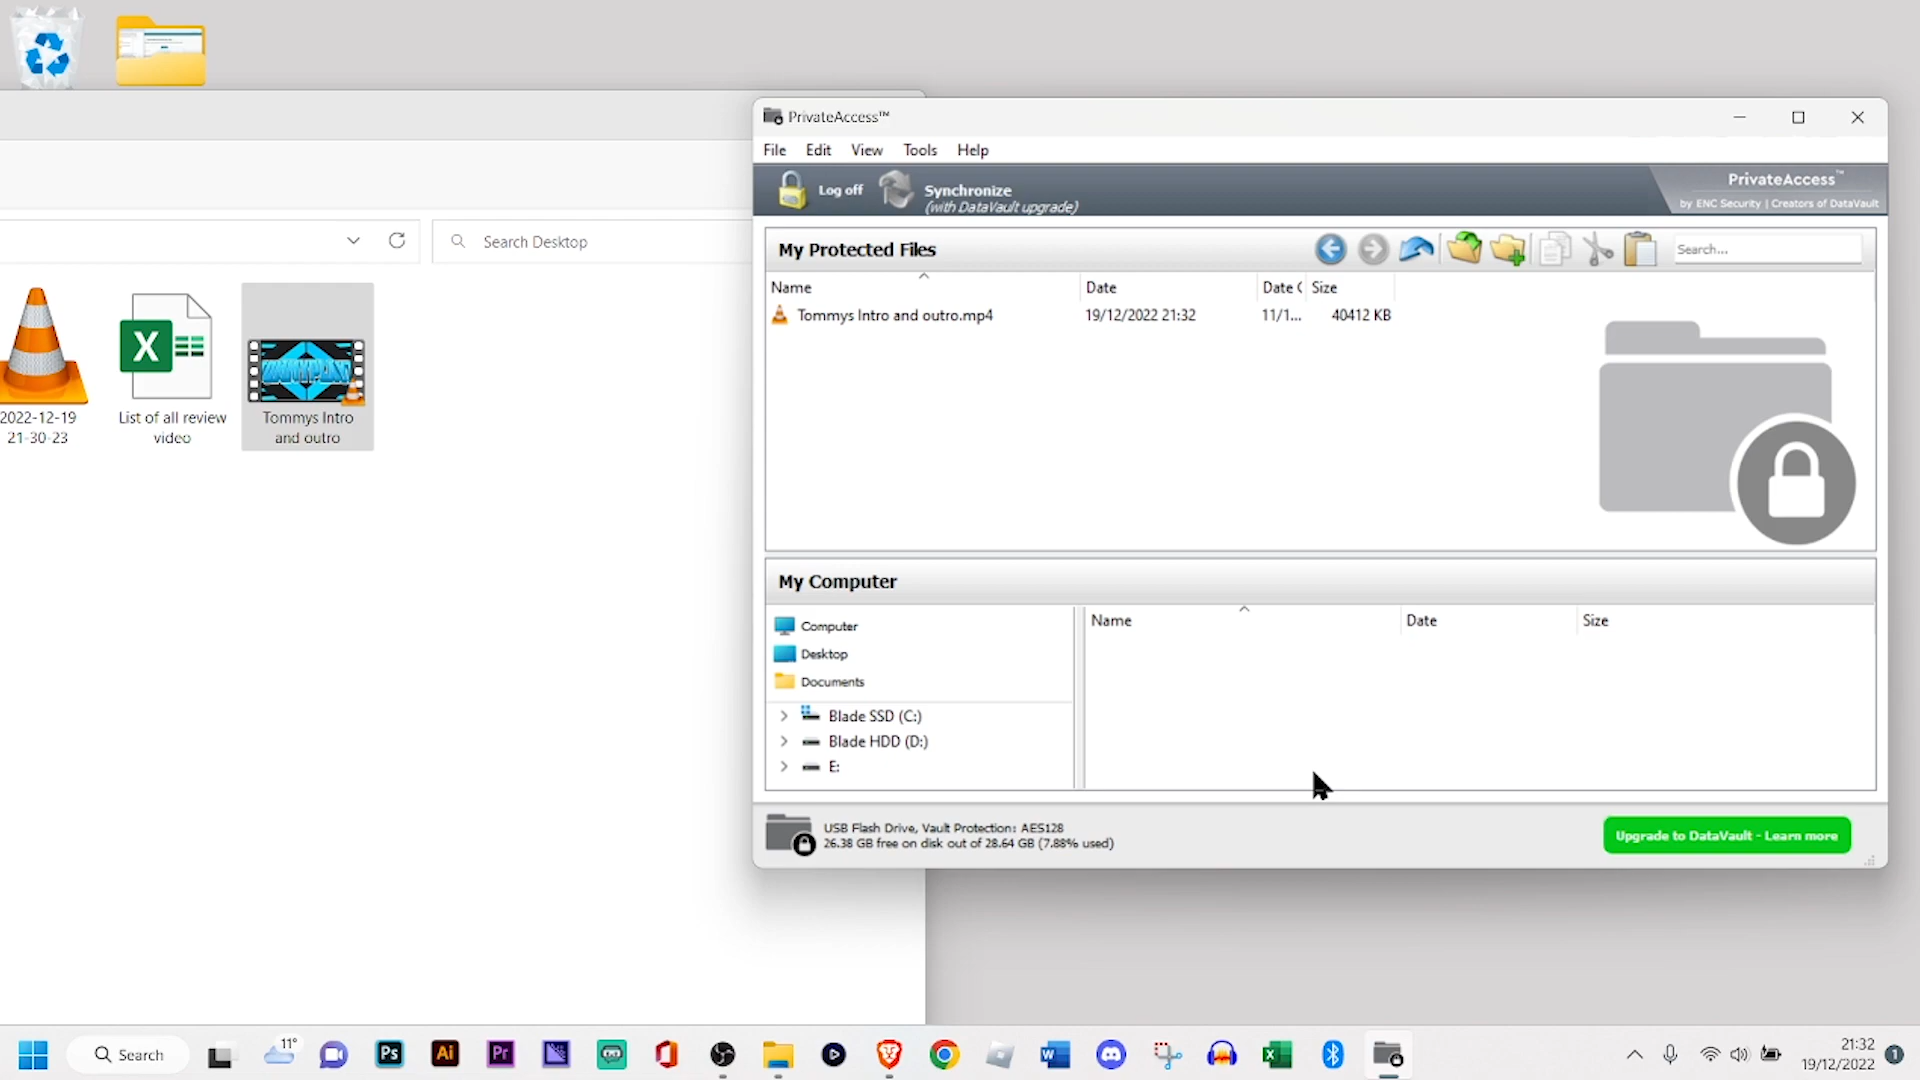 PrivateAccess™
File Edit View Tools Help
Log off
Synchronize
(with DataVault upgrade)
PrivateAccess™
by ENC Security | Creators of DataVault
Search Desktop
My Protected Files
Search...
Name Date Date ( Size
Tommys Intro and outro.mp4 19/12/2022 21:32 11/1... 40412 KB
2022-12-19
21-30-23
List of all review
video
Tommys Intro
and outro
My Computer
Computer
Desktop
Documents
Blade SSD (C:)
Blade HDD (D:)
E:
Name Date Size
USB Flash Drive, Vault Protection: AES128
26.38 GB free on disk out of 28.64 GB (7.88% used)
Upgrade to DataVault - Learn more
Search
11°
Ps
Ai
Pr
W
X
21:32
19/12/2022
1